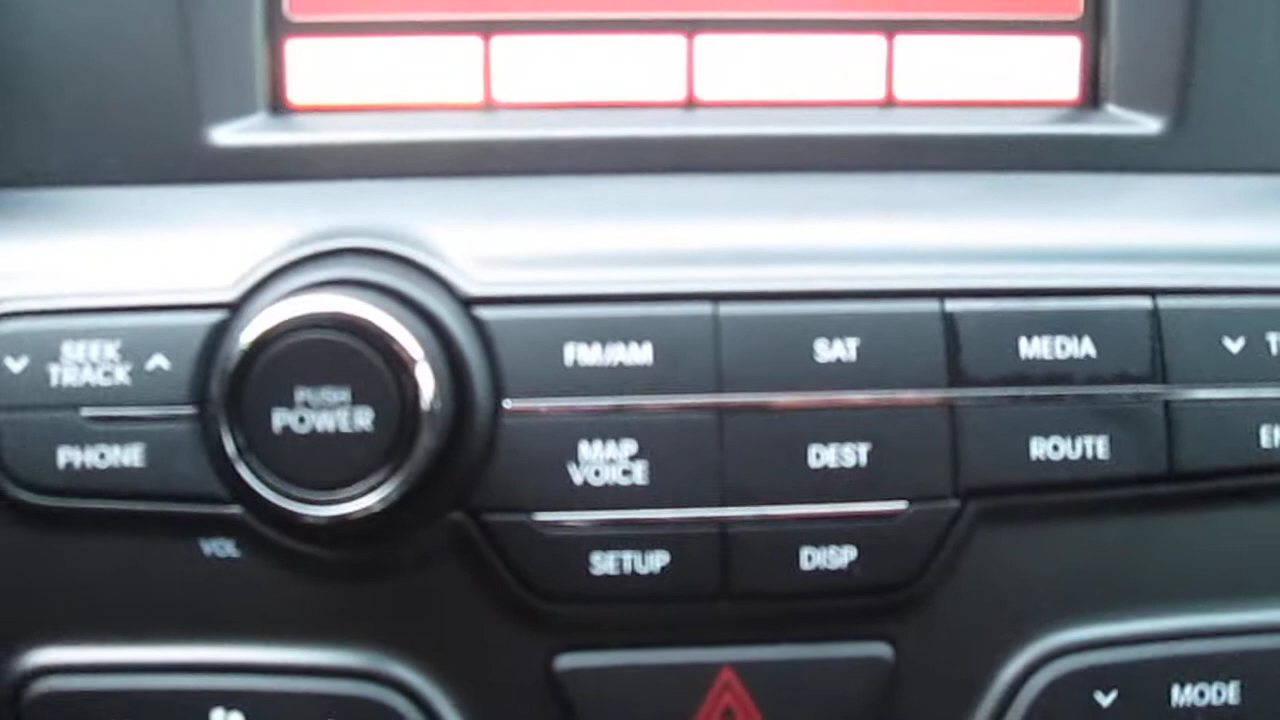 SEEK
TRACK
FM/AM
SAT
MEDIA
PUSH
POWER
PHONE
MAP
VOICE
DEST
ROUTE
VOL
SETUP
DISP
MODE